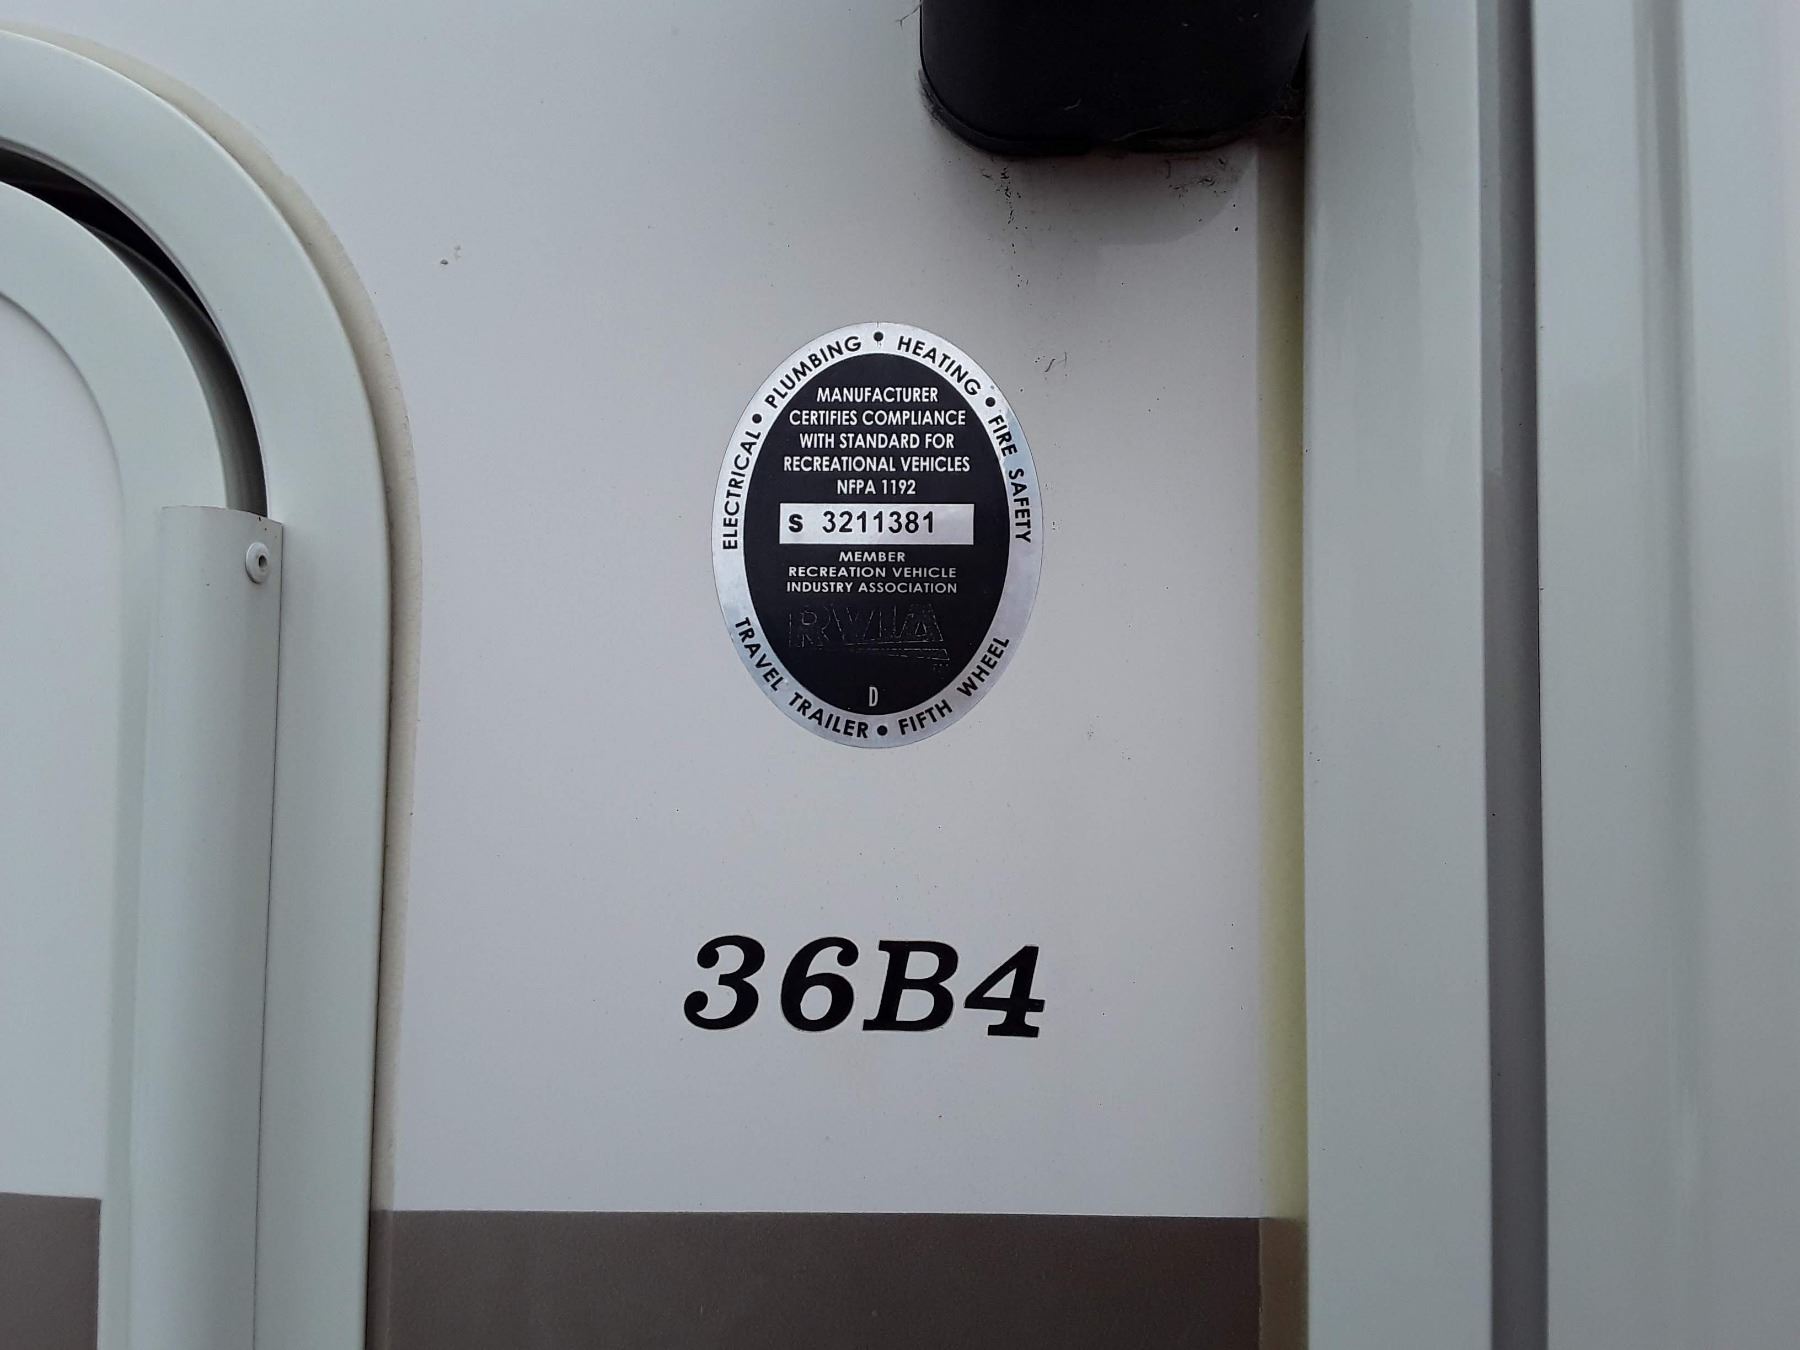 ELECTRICAL • PLUMBING • HEATING • FIRE SAFETY
MANUFACTURER
CERTIFIES COMPLIANCE
WITH STANDARD FOR
RECREATIONAL VEHICLES
NFPA 1192
S 3211381
MEMBER
RECREATION VEHICLE
INDUSTRY ASSOCIATION
RVIA
D
TRAVEL TRAILER • FIFTH WHEEL
36B4